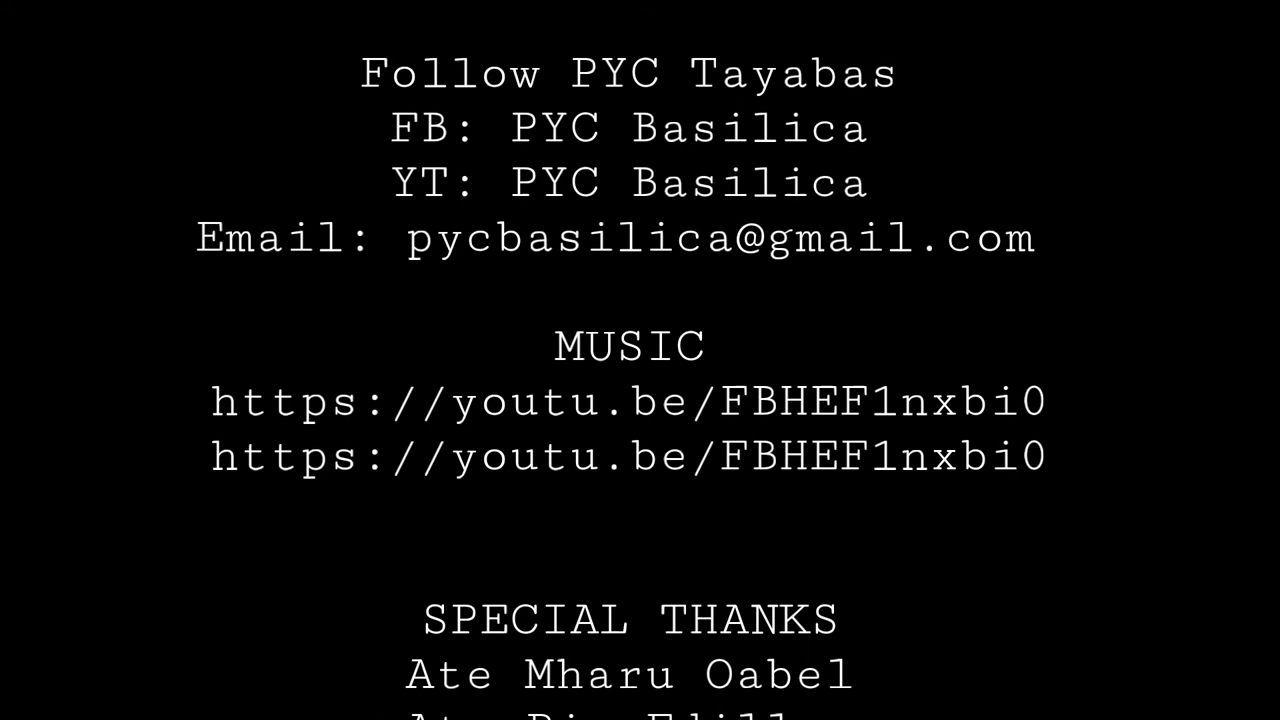 Follow PYC Tayabas
FB: PYC Basilica
YT: PYC Basilica
Email: pycbasilica@gmail.com
MUSIC
https://youtu.be/FBHEF1nxbi0
https://youtu.be/FBHEF1nxbi0
SPECIAL THANKS
Ate Mharu Oabel
Ate